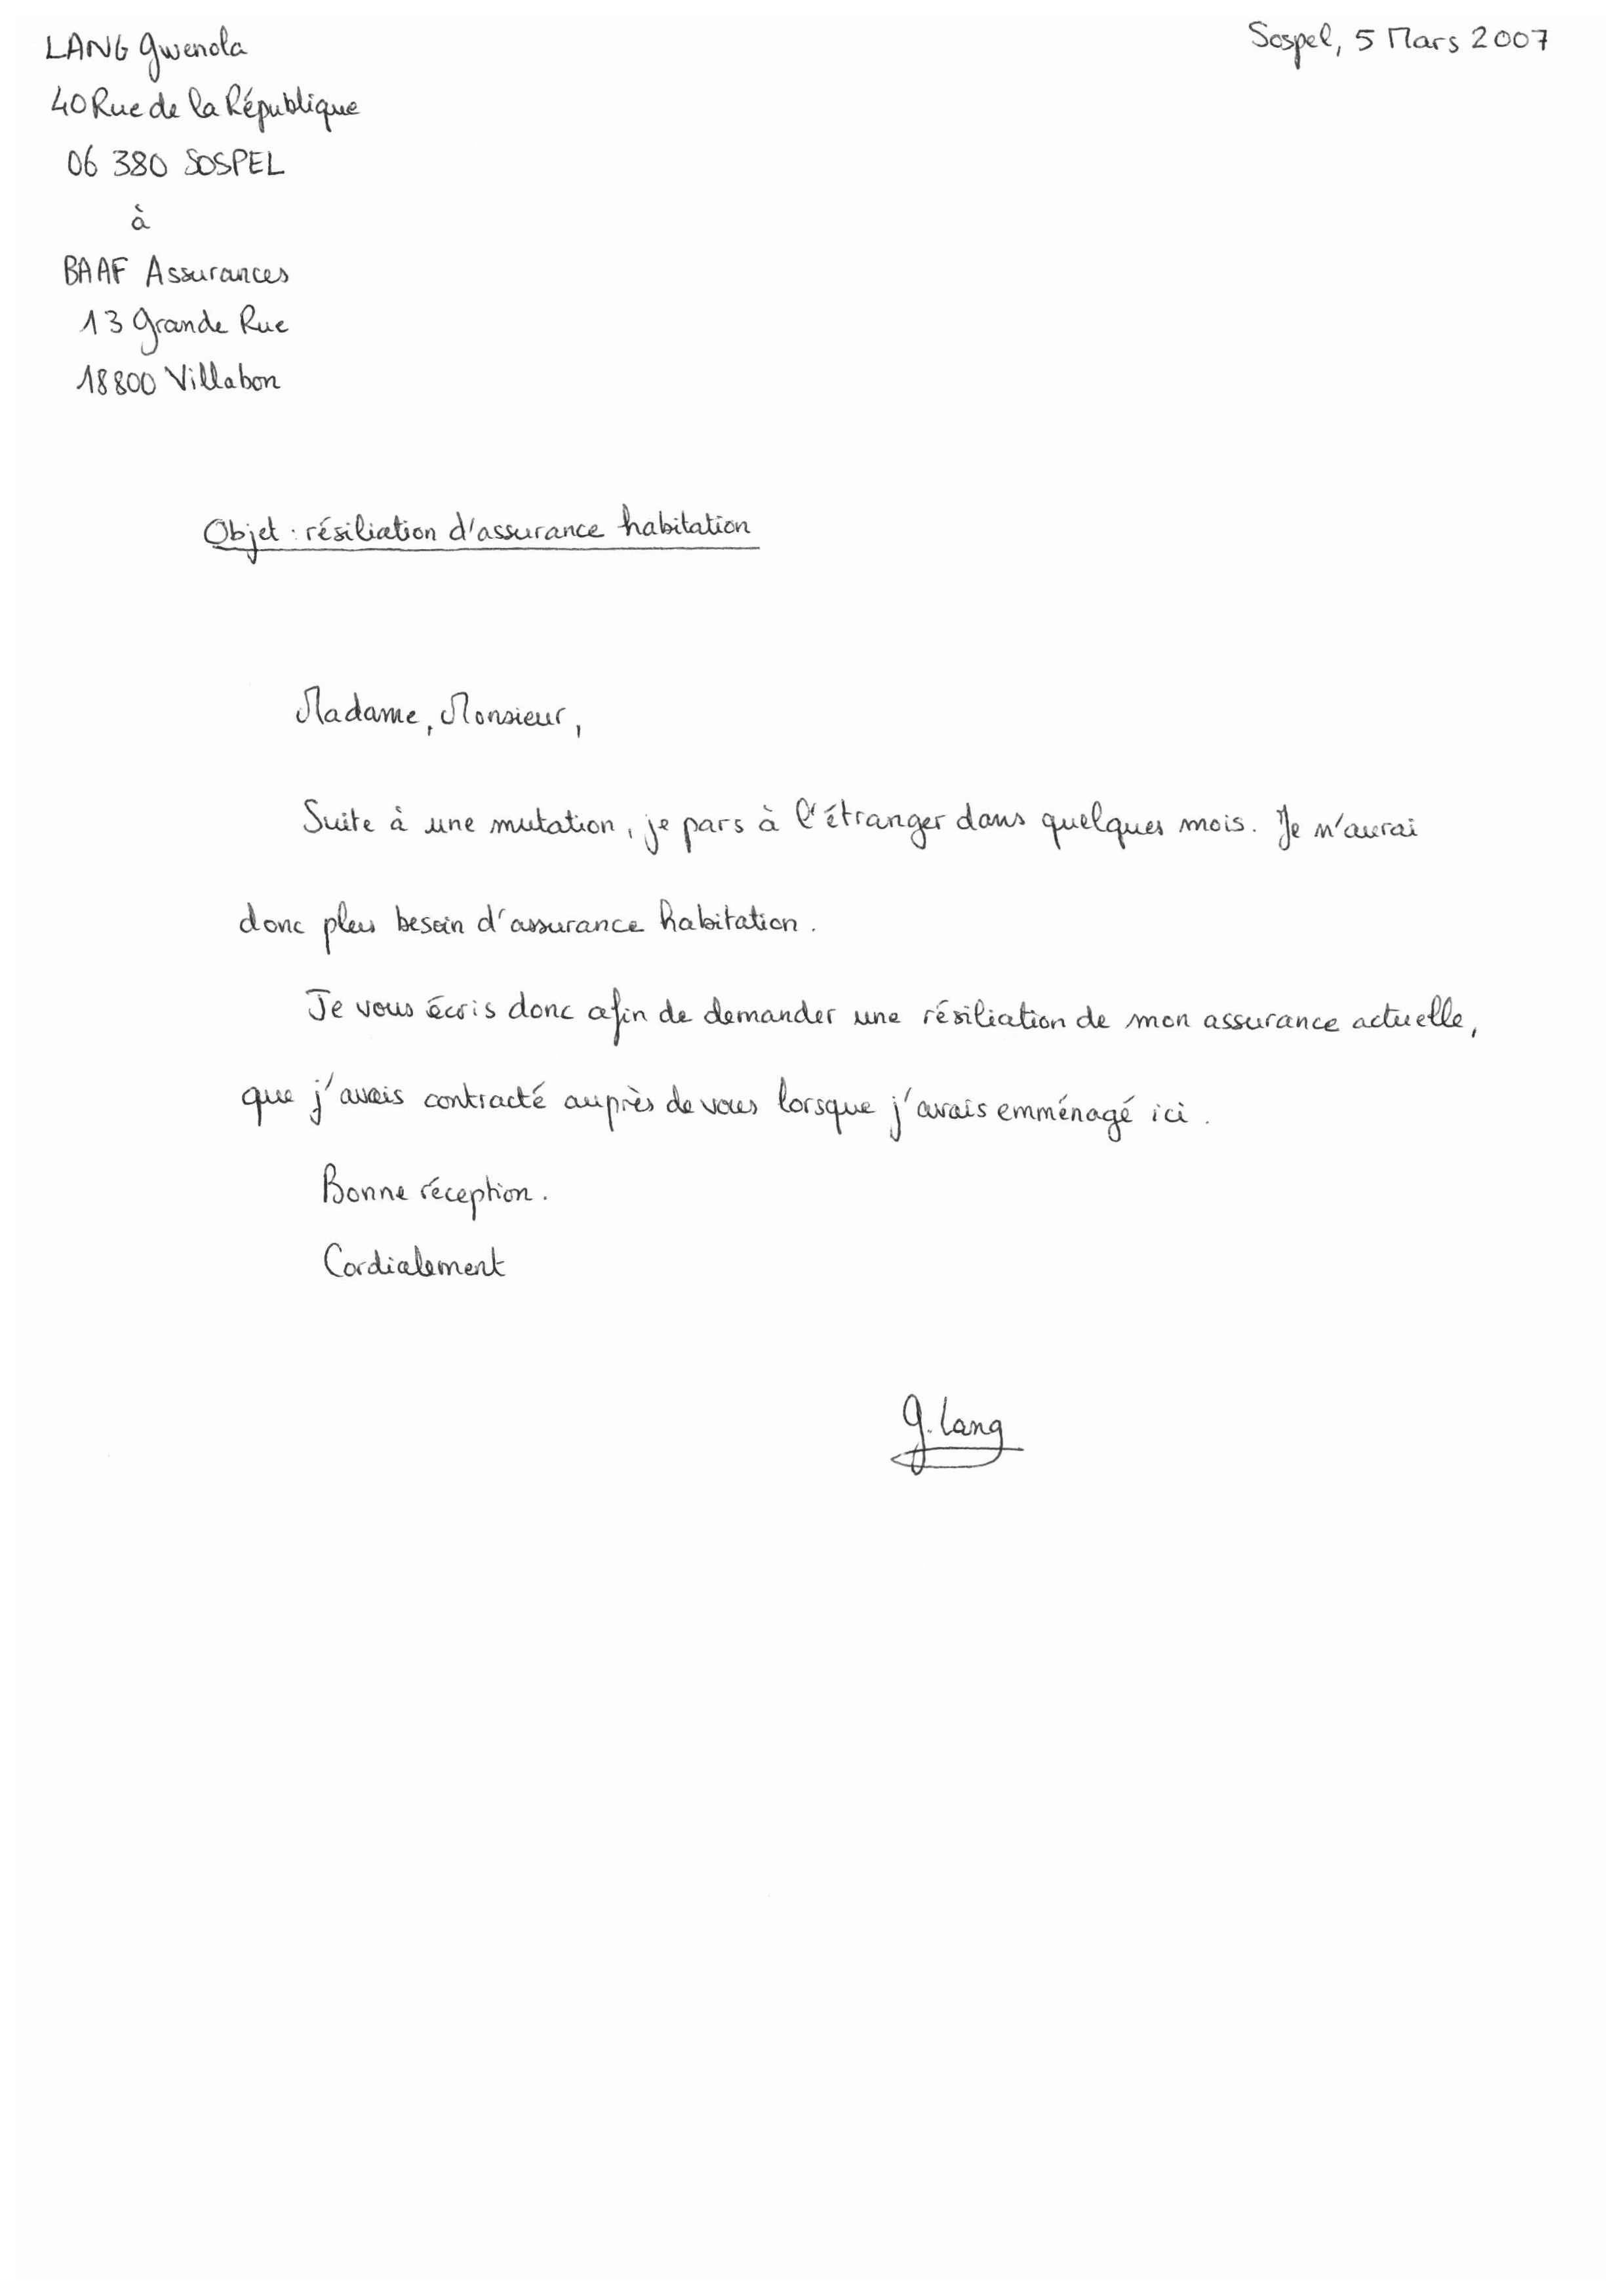 LANG Gwenola
40 Rue de la République
06 380 SOSPEL
à
BAAF Assurances
13 Grande Rue
18800 Villabon
Sospel, 5 Mars 2007
Objet : résiliation d'assurance habitation
Madame, Monsieur,
Suite à une mutation, je pars à l'étranger dans quelques mois. Je n'aurai
donc plus besoin d'assurance habitation.
Je vous écris donc afin de demander une résiliation de mon assurance actuelle,
que j'avais contracté auprès de vous lorsque j'avais emménagé ici.
Bonne réception.
Cordialement
G. Lang